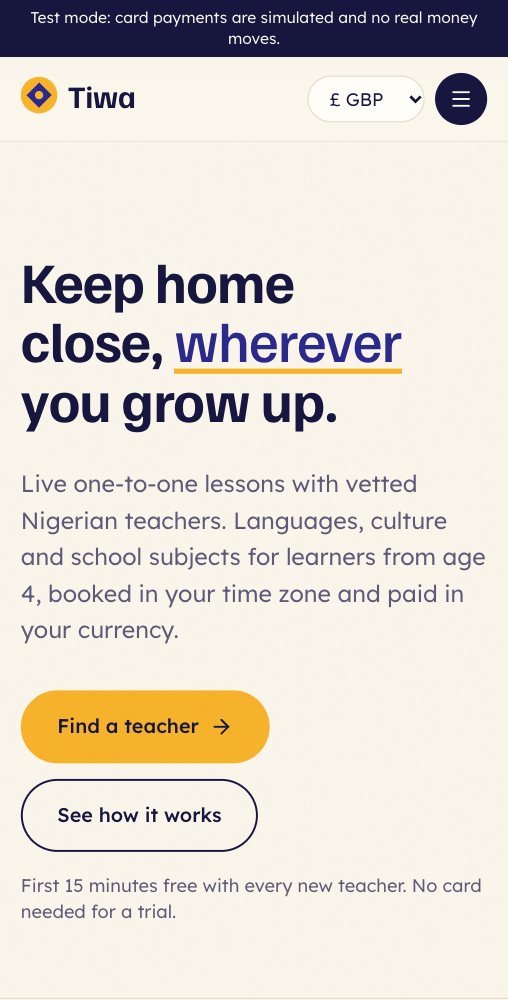 Test mode: card payments are simulated and no real money
moves.
Tiwa
£ GBP
Keep home
close, wherever
you grow up.
Live one-to-one lessons with vetted
Nigerian teachers. Languages, culture
and school subjects for learners from age
4, booked in your time zone and paid in
your currency.
Find a teacher →
See how it works
First 15 minutes free with every new teacher. No card
needed for a trial.